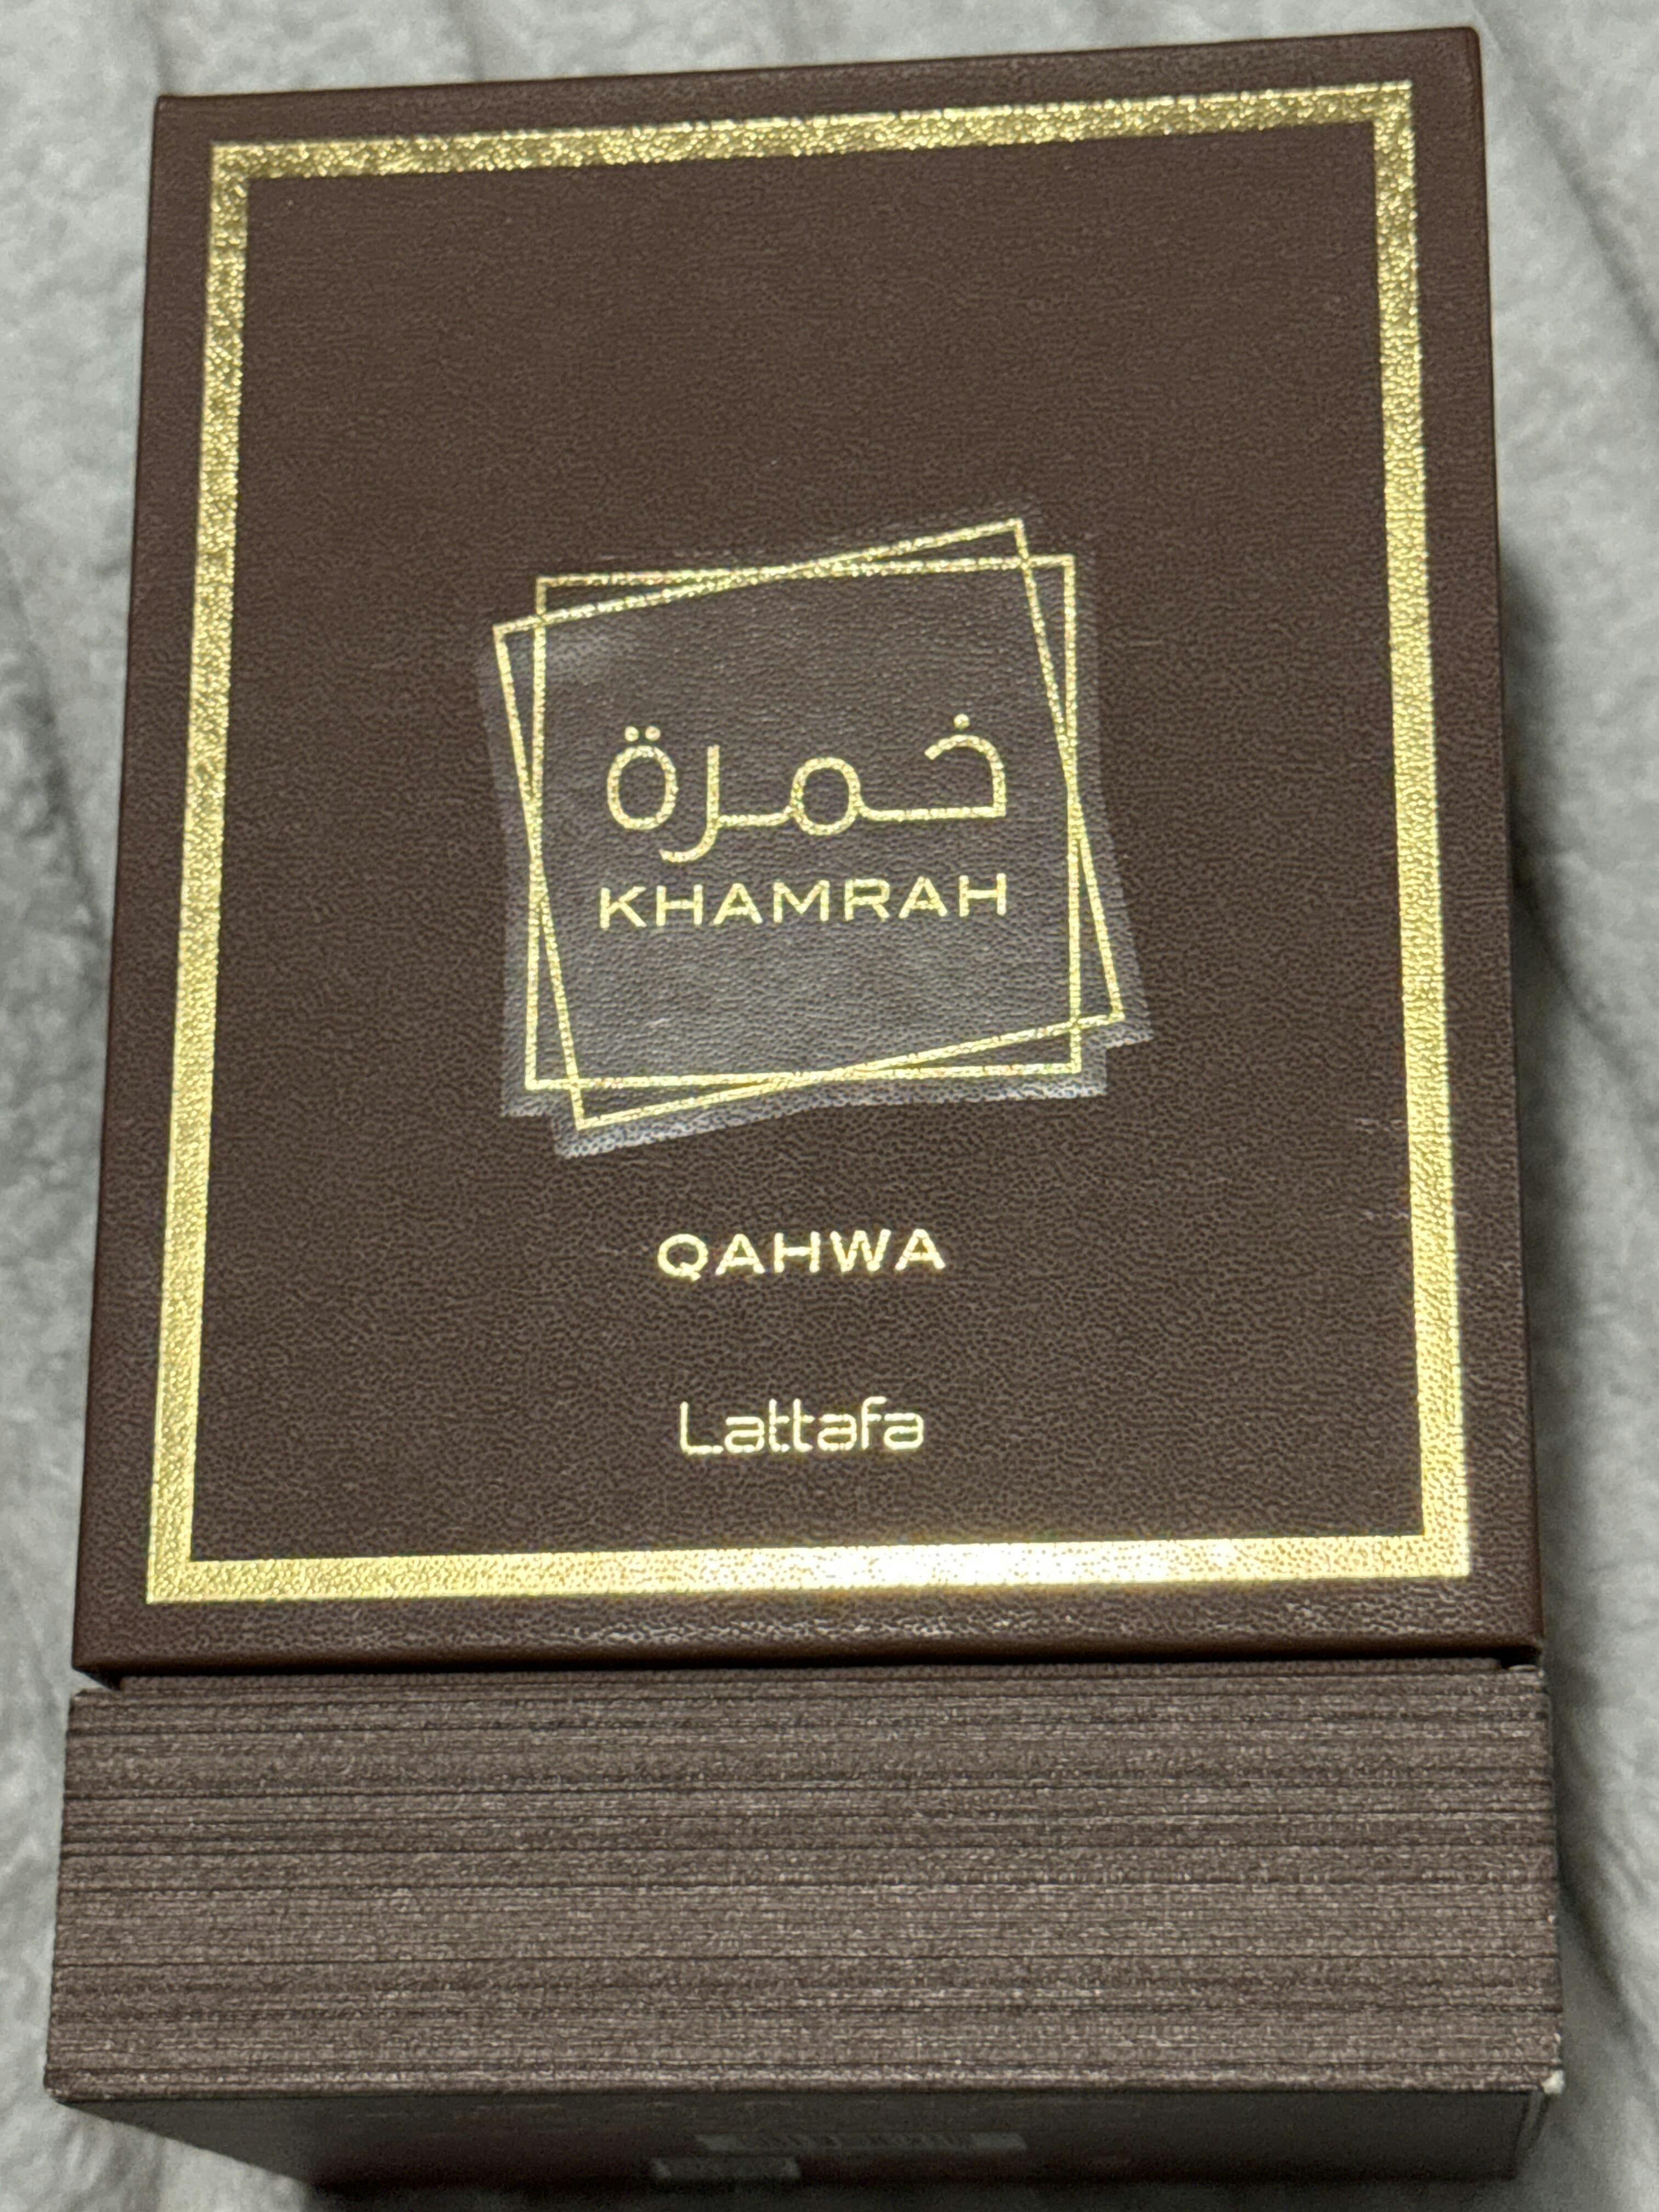 خمرة
KHAMRAH
QAHWA
Lattafa